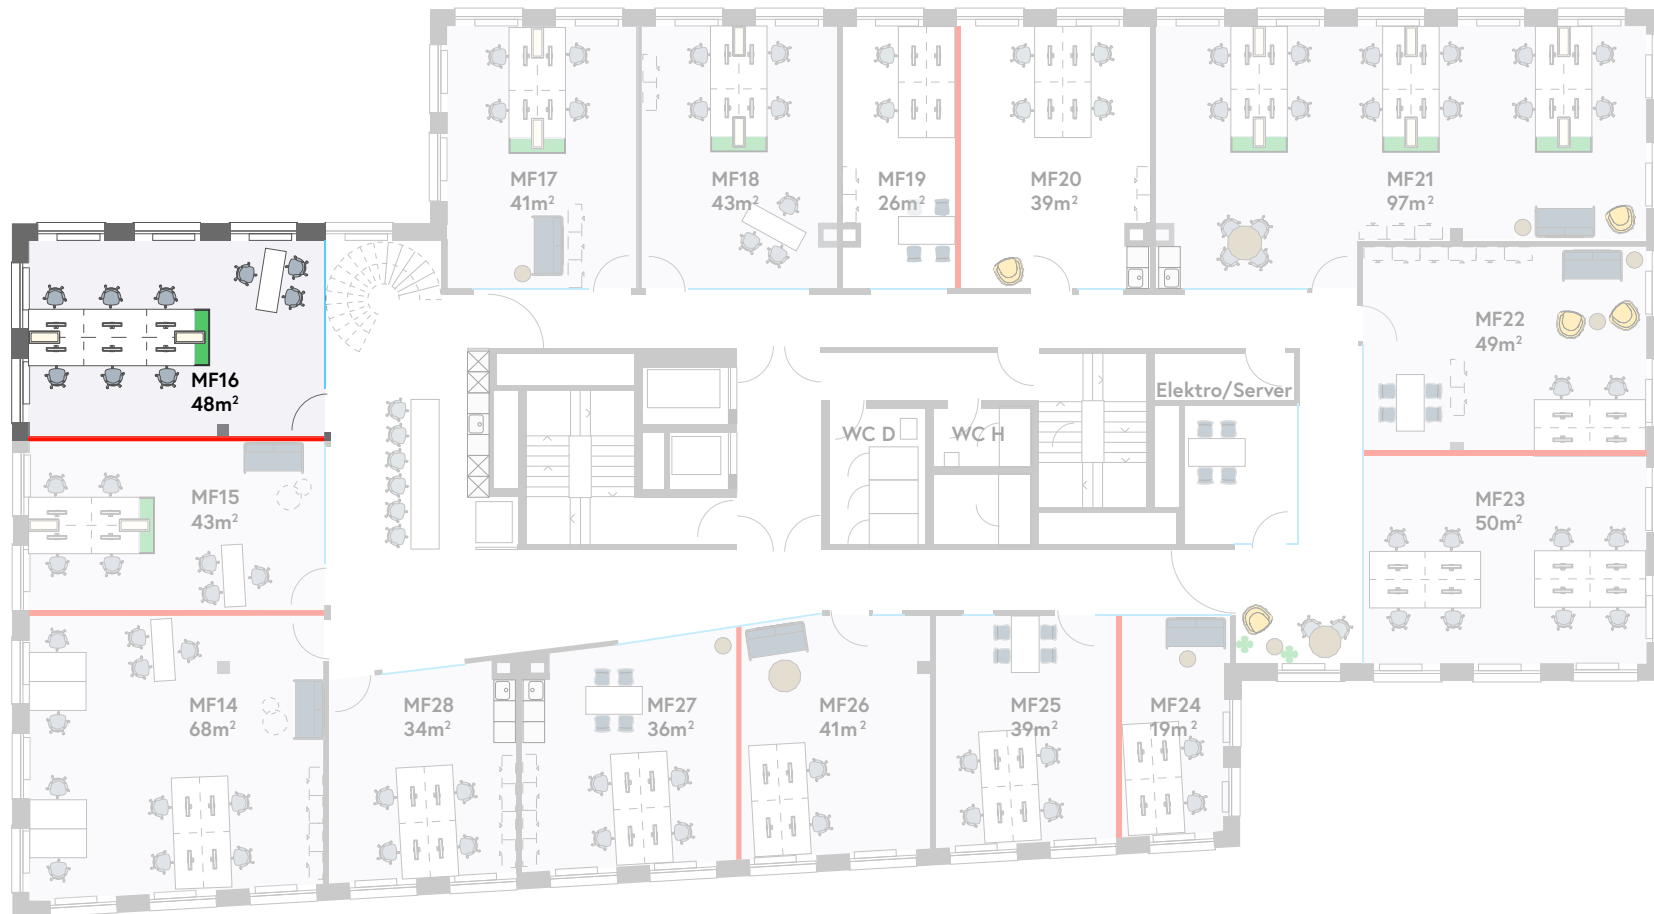 MF17
41m²
MF18
43m²
MF19
26m²
MF20
39m²
MF21
97m²
MF22
49m²
MF16
48m²
Elektro/Server
WC D
WC H
MF15
43m²
MF23
50m²
MF14
68m²
MF28
34m²
MF27
36m²
MF26
41m²
MF25
39m²
MF24
19m²